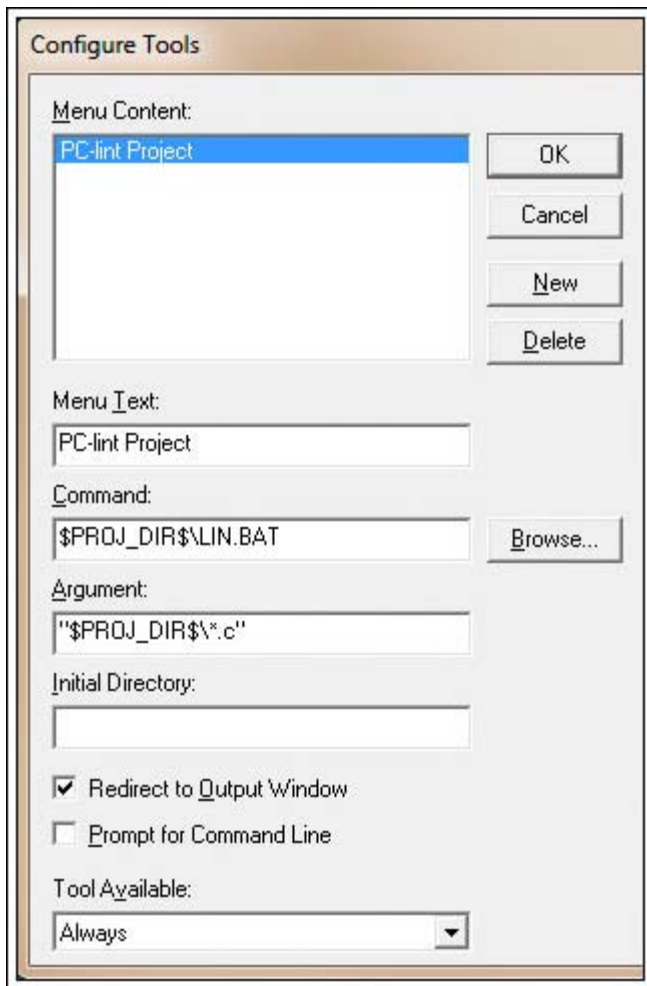 Configure Tools
Menu Content:
PC-lint Project
OK
Cancel
New
Delete
Menu Text:
PC-lint Project
Command:
$PROJ_DIR$\LIN.BAT
Browse...
Argument:
"$PROJ_DIR$\*.c"
Initial Directory:
Redirect to Output Window
Prompt for Command Line
Tool Available:
Always